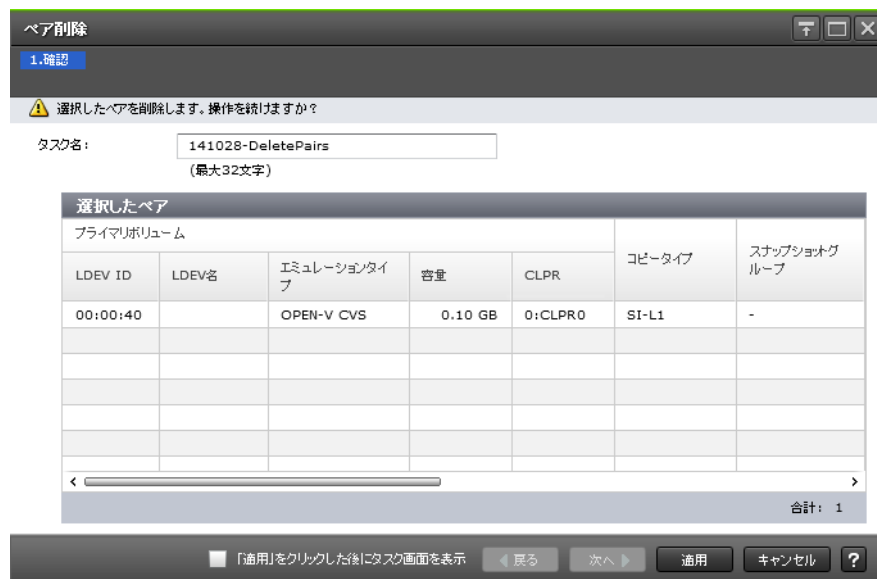 ペア削除
1.確認
選択したペアを削除します。操作を続けますか？
タスク名：
141028-DeletePairs
(最大32文字)
選択したペア
プライマリボリューム
コピータイプ
スナップショットグ
ループ
LDEV ID
LDEV名
エミュレーションタイ
プ
容量
CLPR
00:00:40
OPEN-V CVS
0.10 GB
0:CLPR0
SI-L1
-
合計： 1
「適用」をクリックした後にタスク画面を表示
戻る
次へ
適用
キャンセル
?